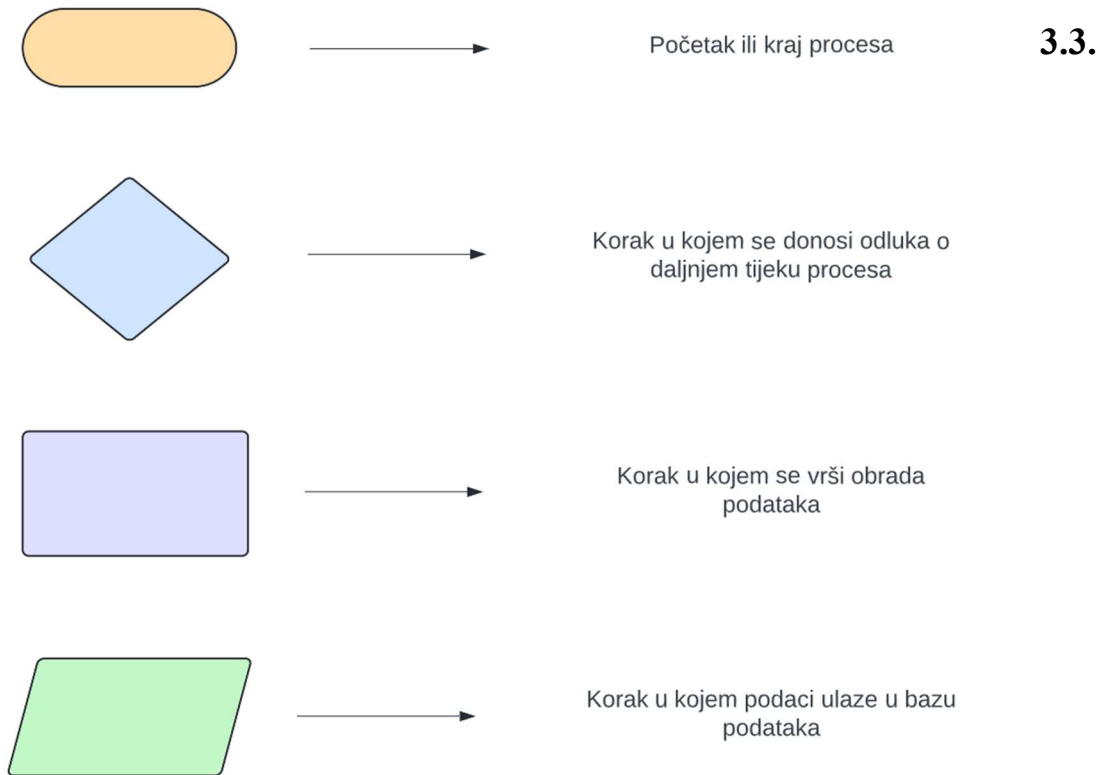 Početak ili kraj procesa
3.3.
Korak u kojem se donosi odluka o
daljnjem tijeku procesa
Korak u kojem se vrši obrada
podataka
Korak u kojem podaci ulaze u bazu
podataka